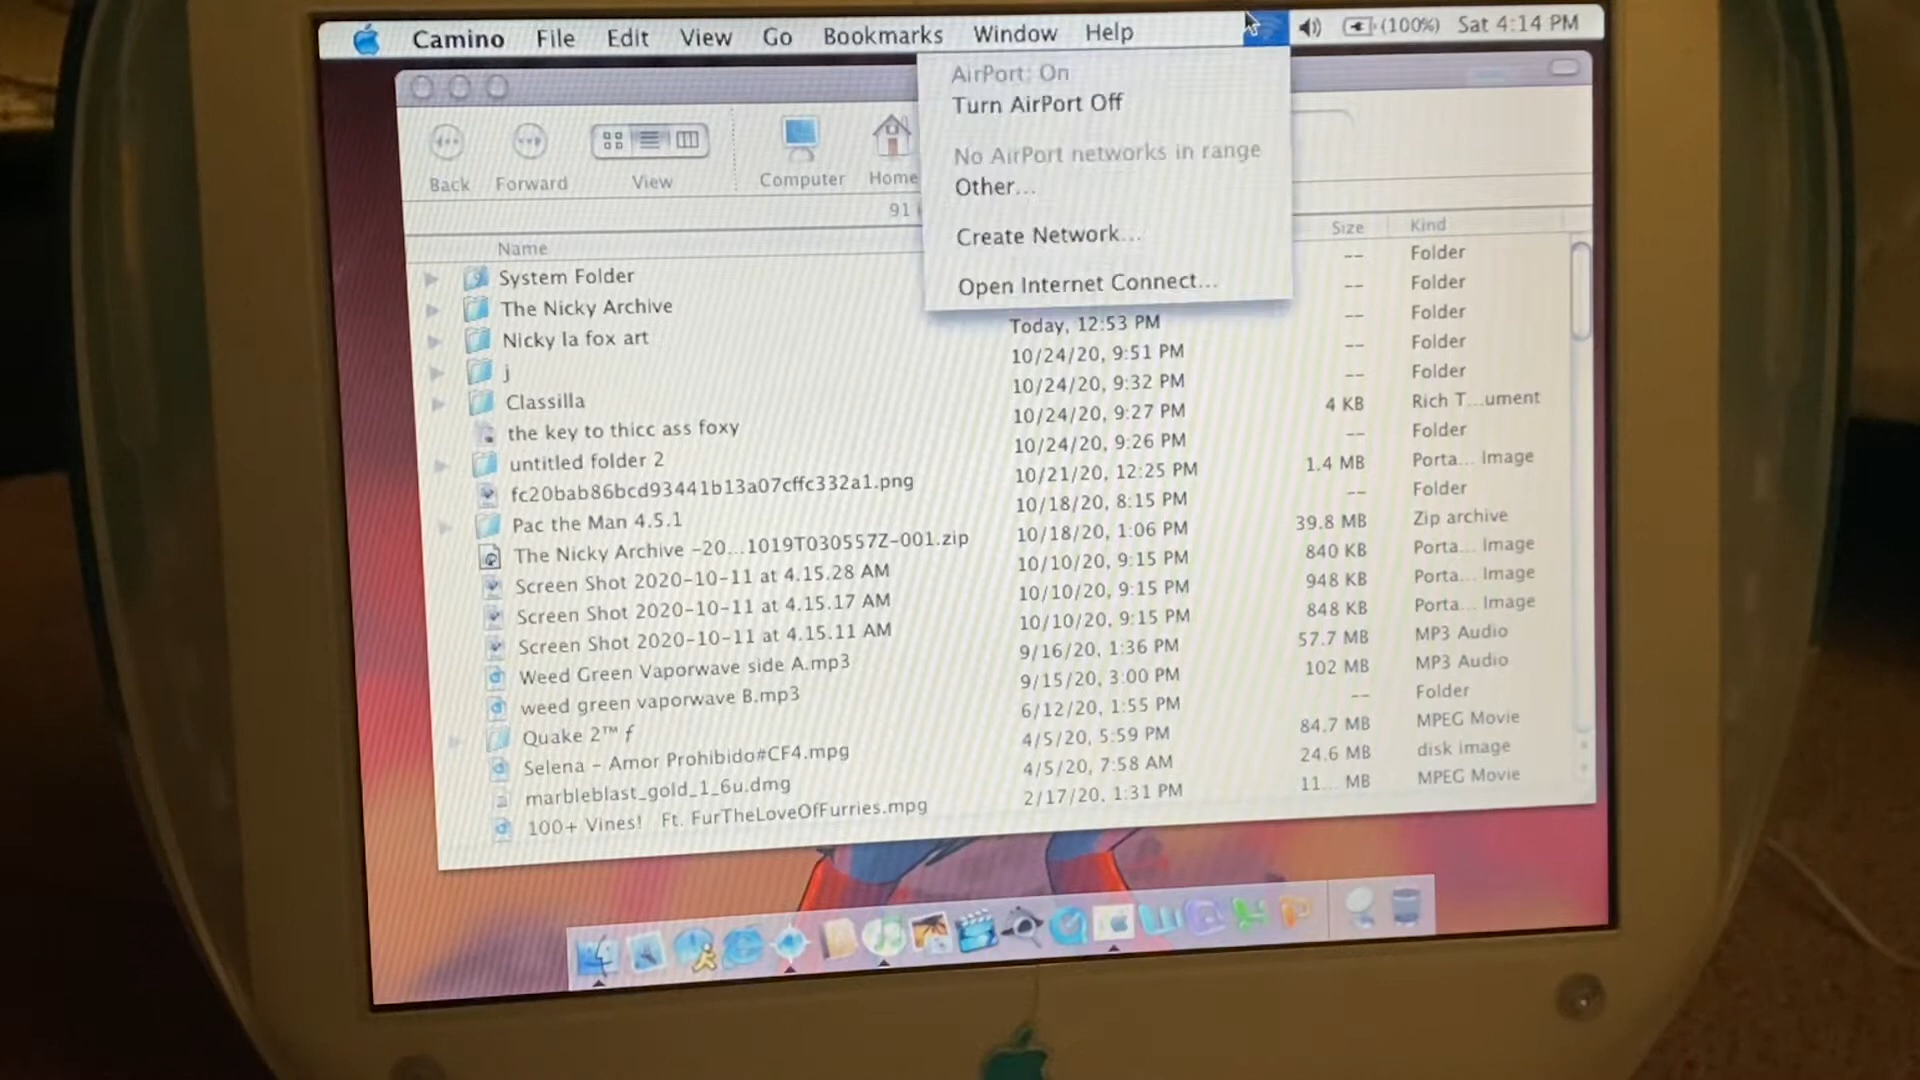 Camino File Edit View Go Bookmarks Window Help (100%) Sat 4:14 PM
AirPort: On
Turn AirPort Off
No AirPort networks in range
Other...
Create Network...
Open Internet Connect...
Back Forward View Computer Home
91
Name Size Kind
System Folder -- Folder
The Nicky Archive -- Folder
Nicky la fox art Today, 12:53 PM -- Folder
j 10/24/20, 9:51 PM -- Folder
Classilla 10/24/20, 9:32 PM -- Folder
the key to thicc ass foxy 10/24/20, 9:27 PM 4 KB Rich T...ument
untitled folder 2 10/24/20, 9:26 PM -- Folder
fc20bab86bcd93441b13a07cffc332a1.png 10/21/20, 12:25 PM 1.4 MB Porta... Image
Pac the Man 4.5.1 10/18/20, 8:15 PM -- Folder
The Nicky Archive -20...1019T030557Z-001.zip 10/18/20, 1:06 PM 39.8 MB Zip archive
Screen Shot 2020-10-11 at 4.15.28 AM 10/10/20, 9:15 PM 840 KB Porta... Image
Screen Shot 2020-10-11 at 4.15.17 AM 10/10/20, 9:15 PM 948 KB Porta... Image
Screen Shot 2020-10-11 at 4.15.11 AM 10/10/20, 9:15 PM 848 KB Porta... Image
Weed Green Vaporwave side A.mp3 9/16/20, 1:36 PM 57.7 MB MP3 Audio
weed green vaporwave B.mp3 9/15/20, 3:00 PM 102 MB MP3 Audio
Quake 2™ f 6/12/20, 1:55 PM -- Folder
Selena - Amor Prohibido#CF4.mpg 4/5/20, 5:59 PM 84.7 MB MPEG Movie
marbleblast_gold_1_6u.dmg 4/5/20, 7:58 AM 24.6 MB disk image
100+ Vines! Ft. FurTheLoveOfFurries.mpg 2/17/20, 1:31 PM 11... MB MPEG Movie